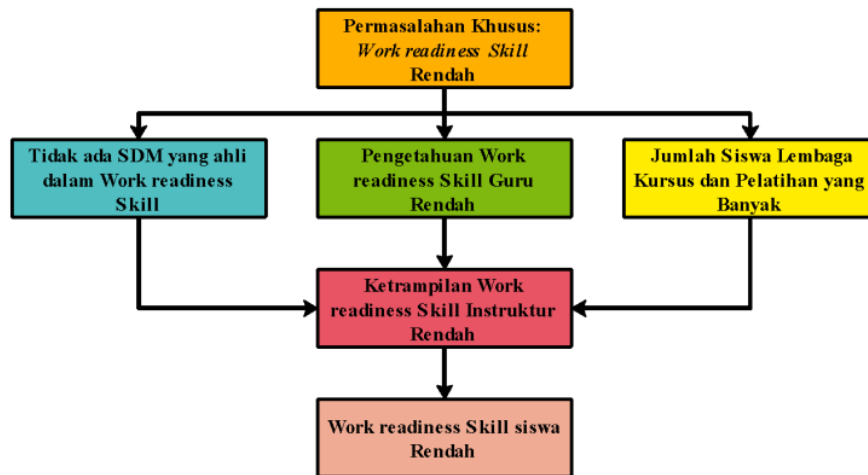 Permasalahan Khusus:
Work readiness Skill
Rendah
Tidak ada SDM yang ahli
dalam Work readiness
Skill
Pengetahuan Work
readiness Skill Guru
Rendah
Jumlah Siswa Lembaga
Kursus dan Pelatihan yang
Banyak
Ketrampilan Work
readiness Skill Instruktur
Rendah
Work readiness Skill siswa
Rendah